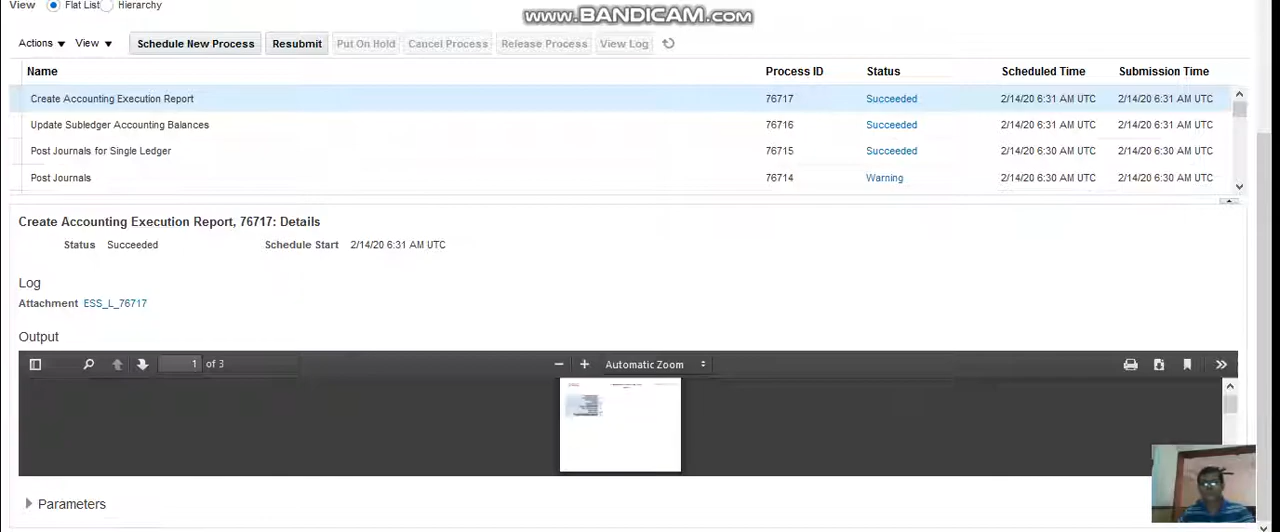 www.BANDICAM.com
View Flat List Hierarchy
Actions View Schedule New Process Resubmit Put On Hold Cancel Process Release Process View Log
Name Process ID Status Scheduled Time Submission Time
Create Accounting Execution Report 76717 Succeeded 2/14/20 6:31 AM UTC 2/14/20 6:31 AM UTC
Update Subledger Accounting Balances 76716 Succeeded 2/14/20 6:31 AM UTC 2/14/20 6:31 AM UTC
Post Journals for Single Ledger 76715 Succeeded 2/14/20 6:30 AM UTC 2/14/20 6:30 AM UTC
Post Journals 76714 Warning 2/14/20 6:30 AM UTC 2/14/20 6:30 AM UTC
Create Accounting Execution Report, 76717: Details
Status Succeeded Schedule Start 2/14/20 6:31 AM UTC
Log
Attachment ESS_L_76717
Output
1 of 3 Automatic Zoom
Parameters